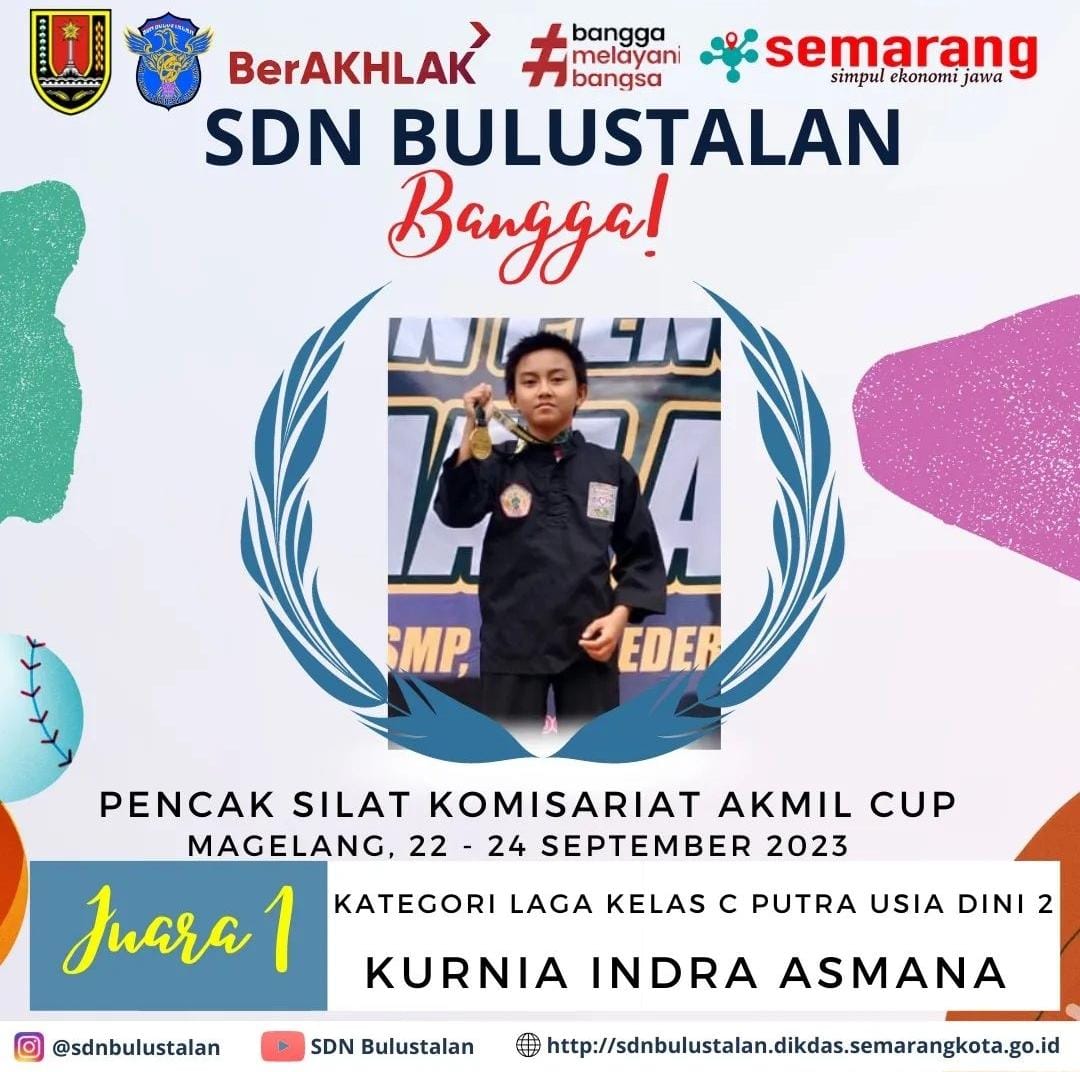 BerAKHLAK
#bangga
melayani
bangsa
semarang
simpul ekonomi jawa
SDN BULUSTALAN
Bangga!
SMP,
EDER
PENCAK SILAT KOMISARIAT AKMIL CUP
MAGELANG, 22 - 24 SEPTEMBER 2023
Juara 1
KATEGORI LAGA KELAS C PUTRA USIA DINI 2
KURNIA INDRA ASMANA
@sdnbulustalan
SDN Bulustalan
http://sdnbulustalan.dikdas.semarangkota.go.id